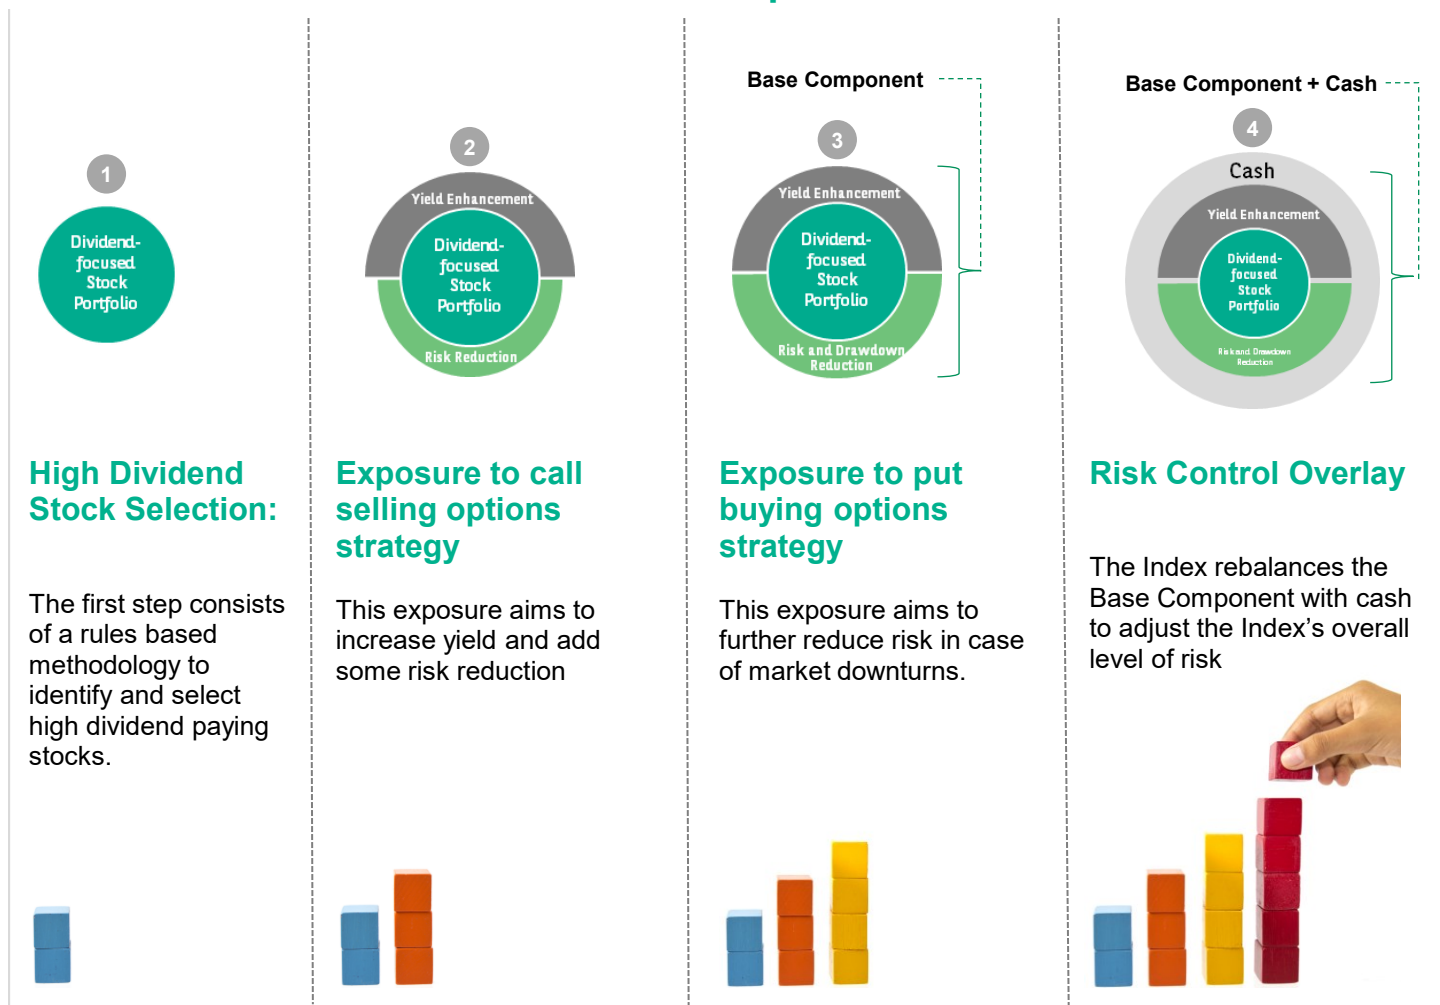 1
Dividend-
focused
Stock
Portfolio
High Dividend
Stock Selection:
The first step consists
of a rules based
methodology to
identify and select
high dividend paying
stocks.
2
Yield Enhancement
Dividend-
focused
Stock
Portfolio
Risk Reduction
Exposure to call
selling options
strategy
This exposure aims to
increase yield and add
some risk reduction
Base Component
3
Yield Enhancement
Dividend-
focused
Stock
Portfolio
Risk and Drawdown
Reduction
Exposure to put
buying options
strategy
This exposure aims to
further reduce risk in case
of market downturns.
Base Component + Cash
4
Cash
Yield Enhancement
Dividend-
focused
Stock
Portfolio
Risk and Drawdown
Reduction
Risk Control Overlay
The Index rebalances the
Base Component with cash
to adjust the Index’s overall
level of risk